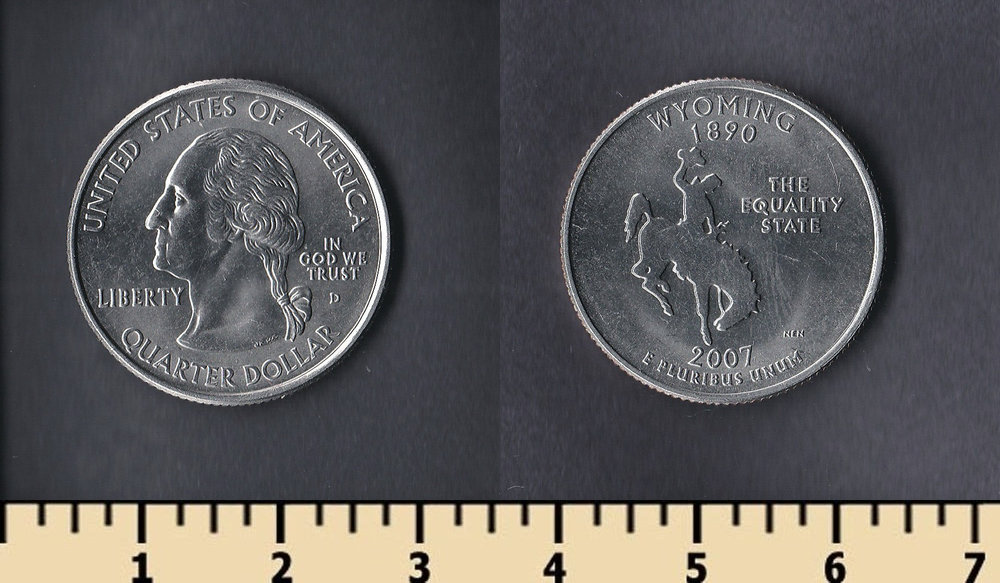 UNITED STATES OF AMERICA
IN
GOD WE
TRUST
LIBERTY
D
QUARTER DOLLAR
WYOMING
1890
THE
EQUALITY
STATE
NCN
2007
E PLURIBUS UNUM
1 2 3 4 5 6 7